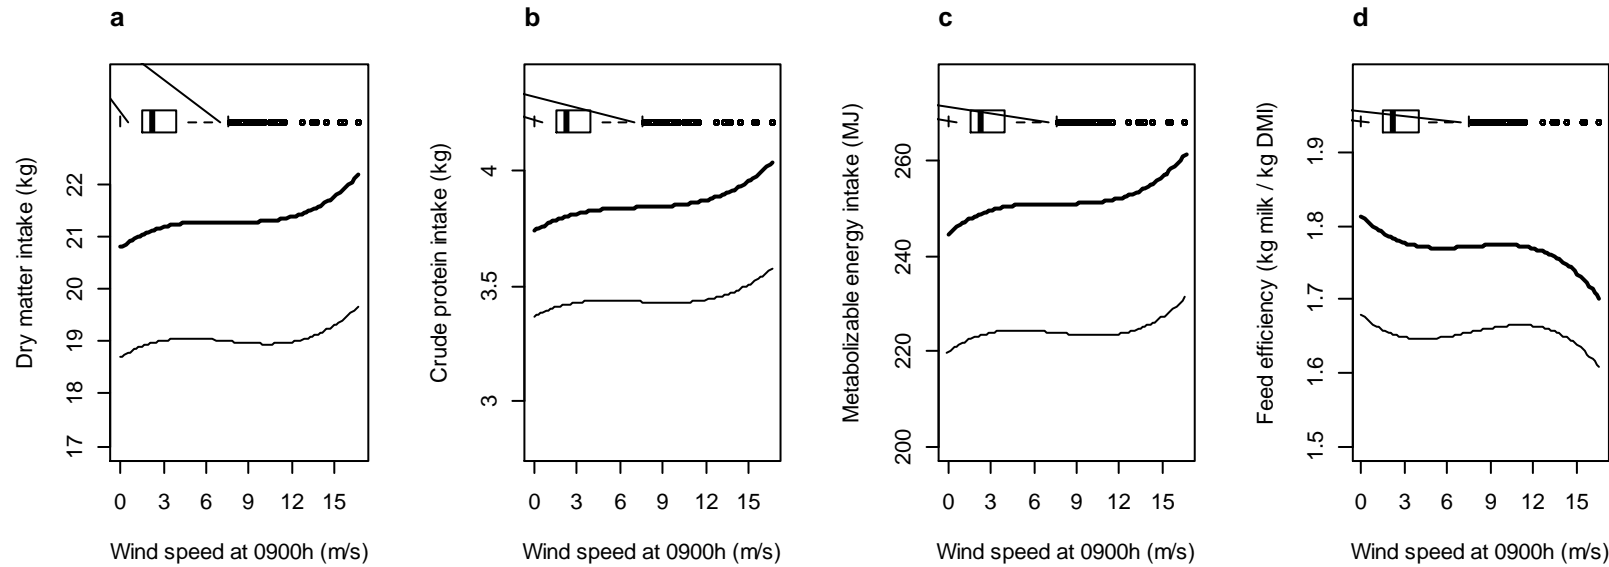 a
Dry matter intake (kg)
22
21
20
19
18
17
0 3 6 9 12 15
Wind speed at 0900h (m/s)
b
Crude protein intake (kg)
4
3.5
3
0 3 6 9 12 15
Wind speed at 0900h (m/s)
c
Metabolizable energy intake (MJ)
260
240
220
200
0 3 6 9 12 15
Wind speed at 0900h (m/s)
d
Feed efficiency (kg milk / kg DMI)
1.9
1.8
1.7
1.6
1.5
0 3 6 9 12 15
Wind speed at 0900h (m/s)